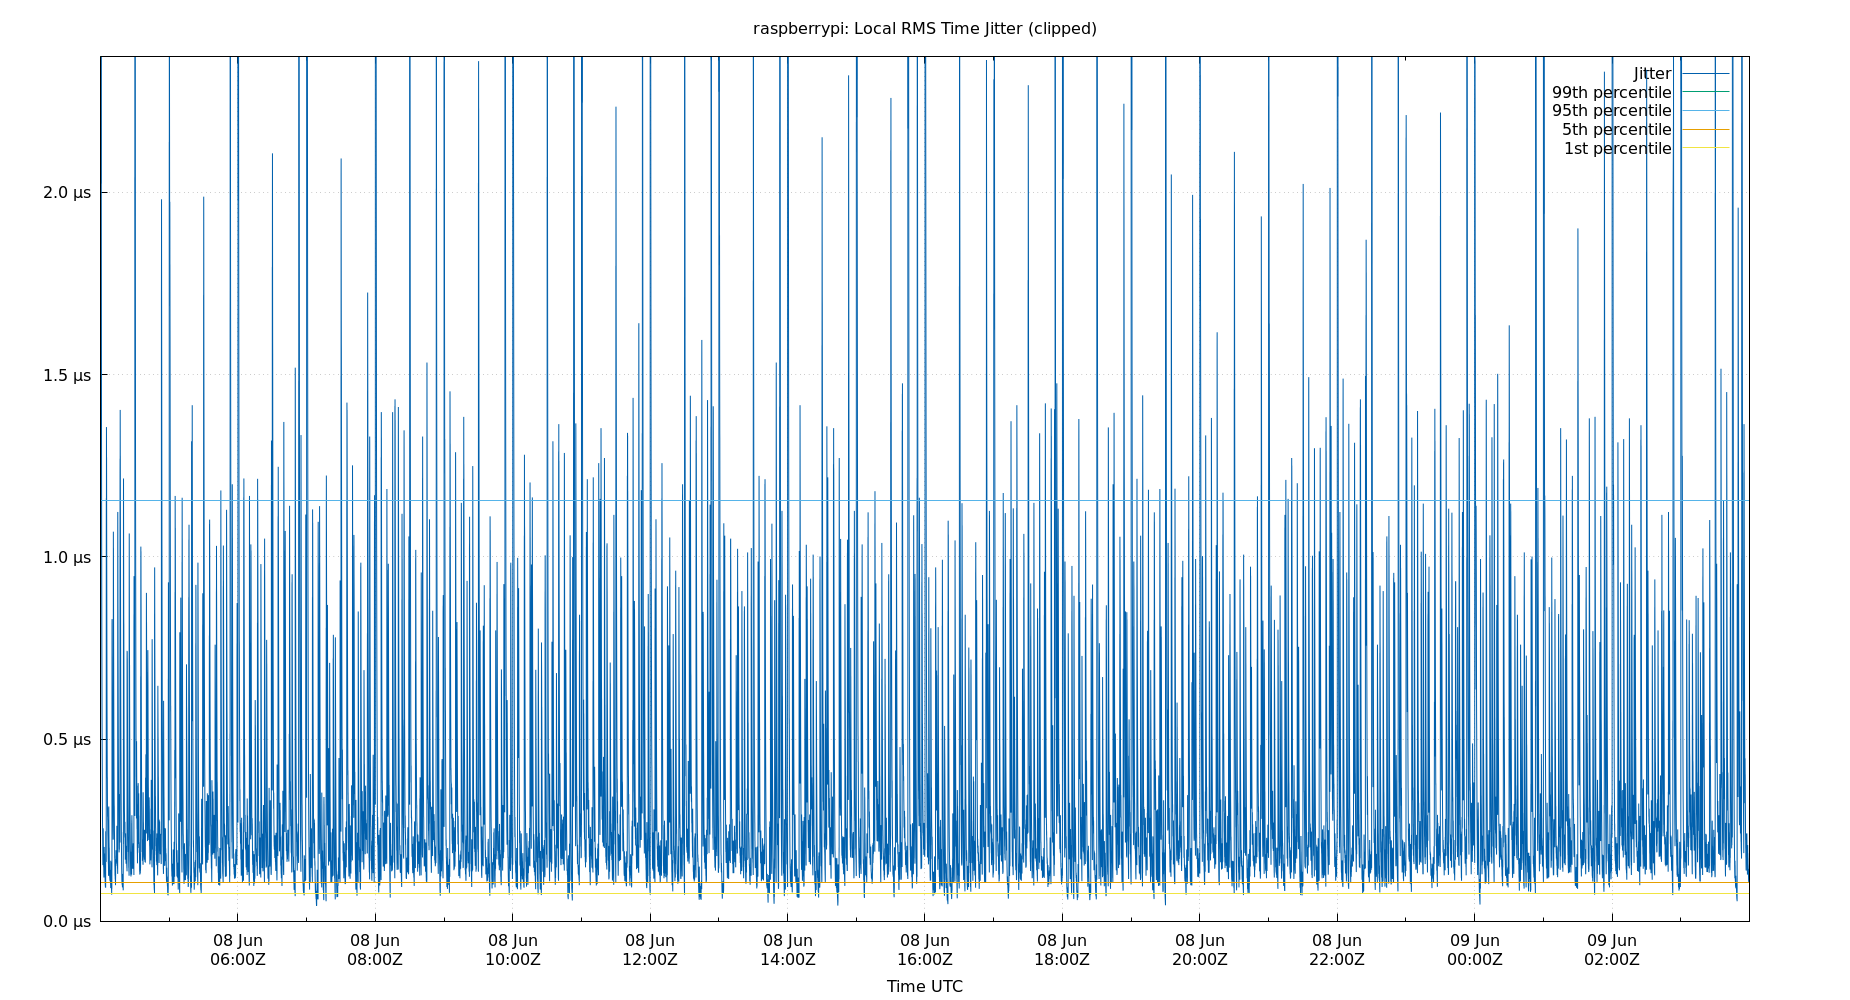 raspberrypi: Local RMS Time Jitter (clipped)
Jitter
99th percentile
95th percentile
5th percentile
1st percentile
2.0 µs
1.5 µs
1.0 µs
0.5 µs
0.0 µs
08 Jun 08 Jun 08 Jun 08 Jun 08 Jun 08 Jun 08 Jun 08 Jun 08 Jun 09 Jun 09 Jun
06:00Z 08:00Z 10:00Z 12:00Z 14:00Z 16:00Z 18:00Z 20:00Z 22:00Z 00:00Z 02:00Z
Time UTC